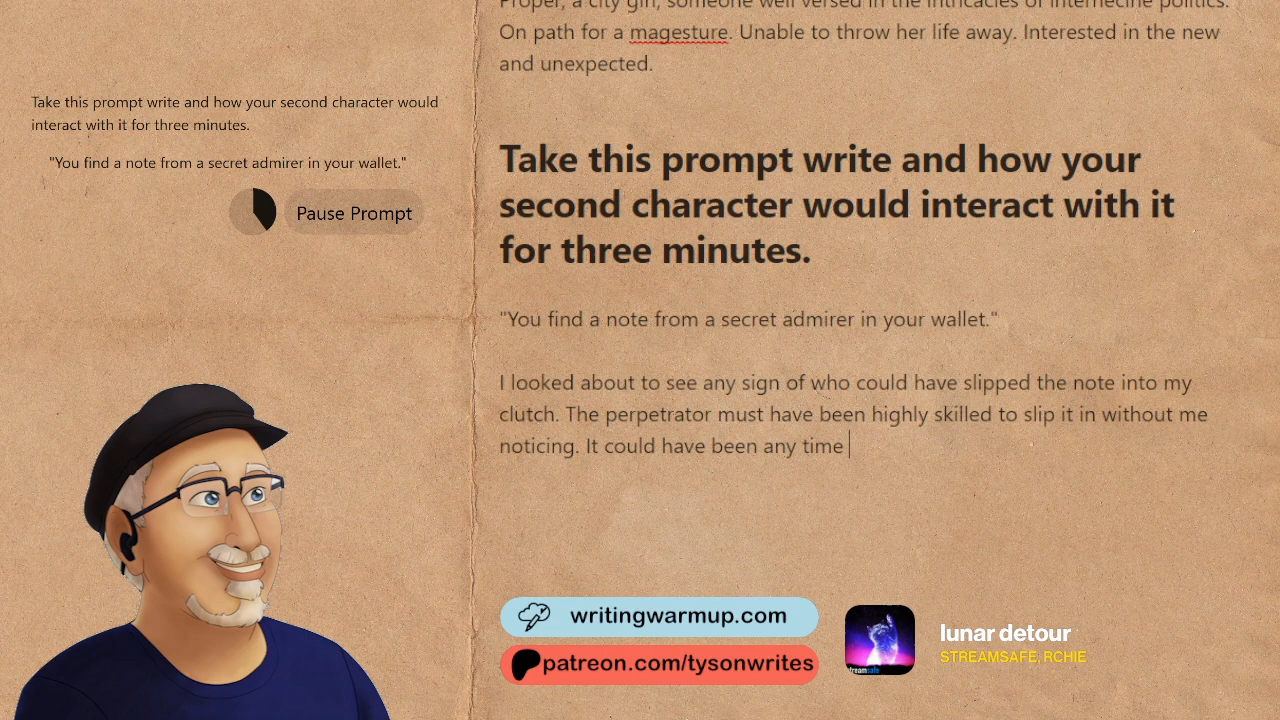 Take this prompt write and how your second character would
interact with it for three minutes.
"You find a note from a secret admirer in your wallet."
Pause Prompt
Proper, a city girl, someone well versed in the intricacies of internecine politics.
On path for a magesture. Unable to throw her life away. Interested in the new
and unexpected.
Take this prompt write and how your
second character would interact with it
for three minutes.
"You find a note from a secret admirer in your wallet."
I looked about to see any sign of who could have slipped the note into my
clutch. The perpetrator must have been highly skilled to slip it in without me
noticing. It could have been any time
writingwarmup.com
patreon.com/tysonwrites
lunar detour
STREAMSAFE, RCHIE